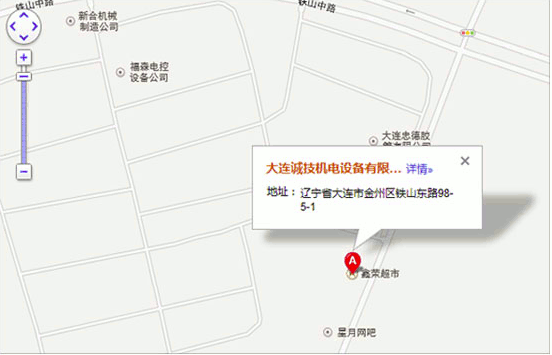 铁山中路
铁山中路
新合机械
制造公司
福森电控
设备公司
大连忠德胶
大连诚技机电设备有限... 详情»
地址： 辽宁省大连市金州区铁山东路98-
5-1
A
鑫荣超市
星月网吧